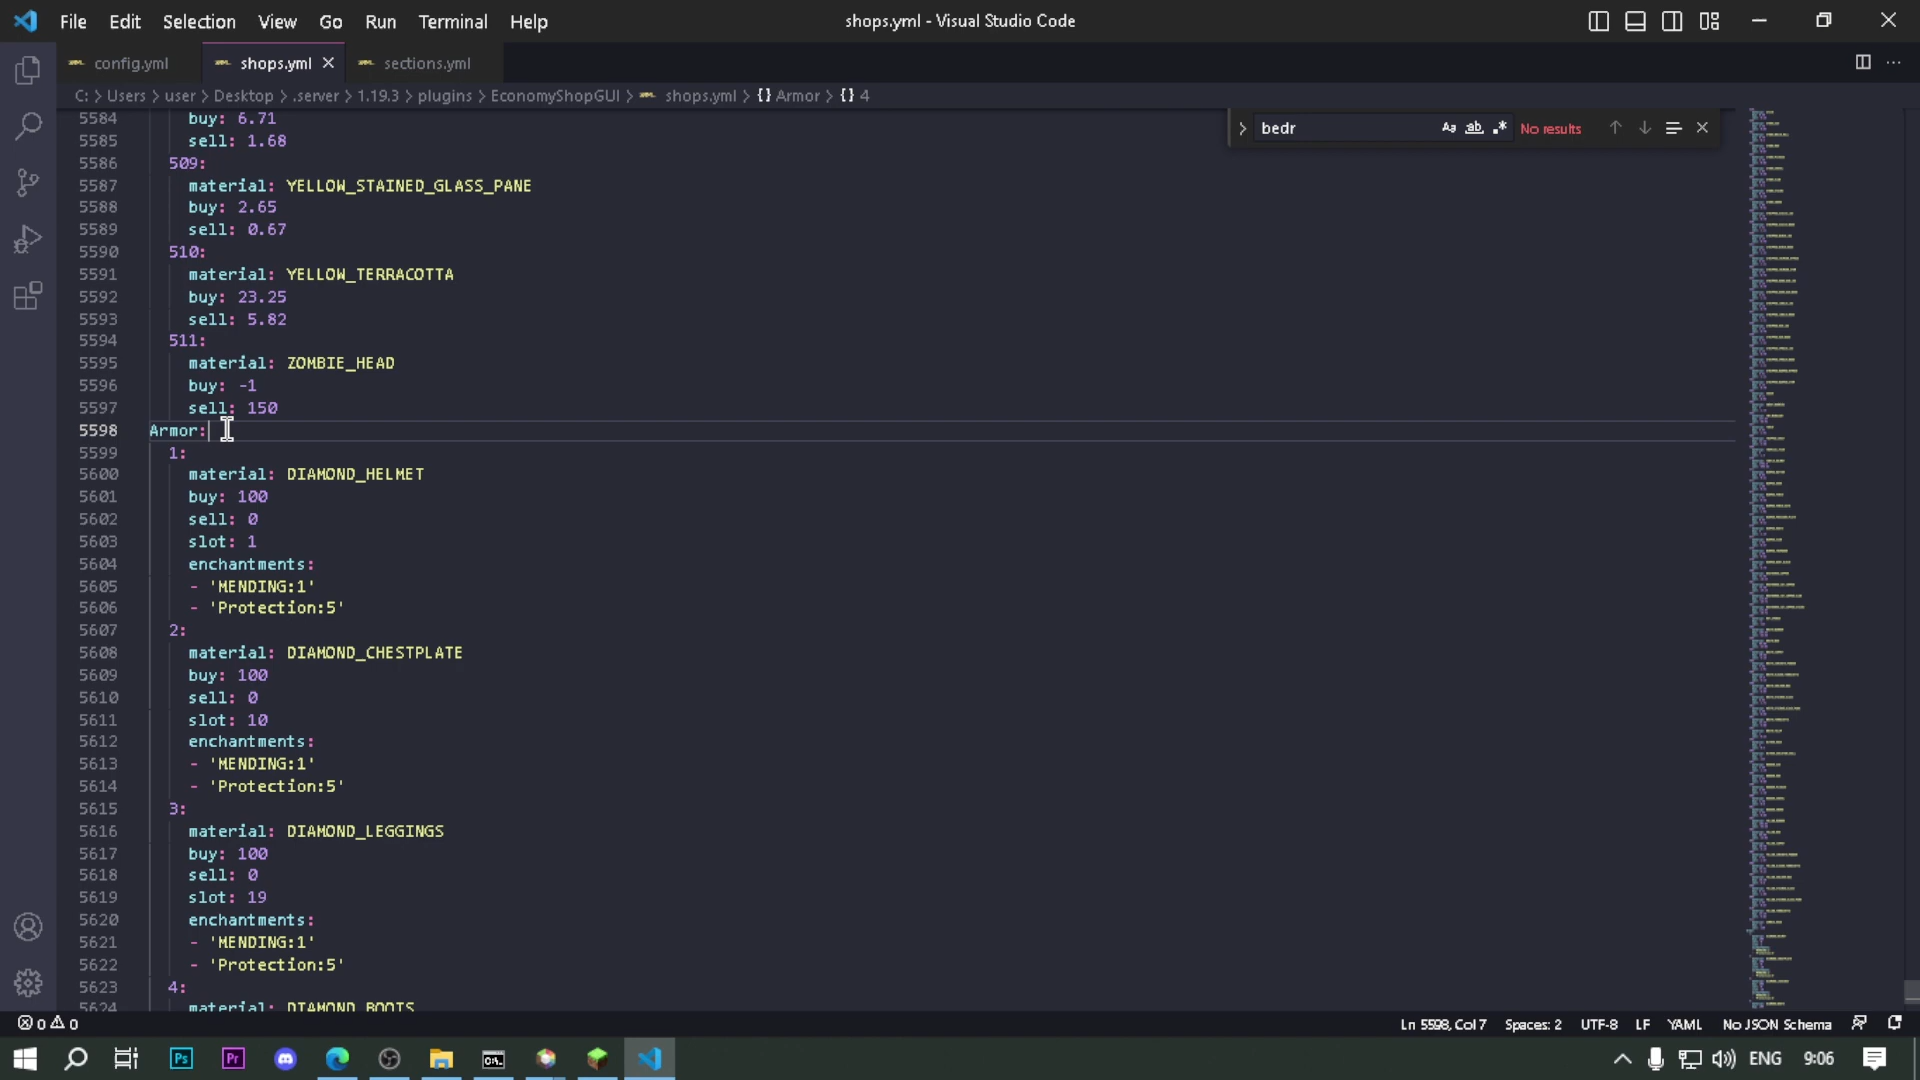 File Edit Selection View Go Run Terminal Help
shops.yml - Visual Studio Code
config.yml shops.yml sections.yml
C: > Users > user > Desktop > .server > 1.19.3 > plugins > EconomyShopGUI > shops.yml > {} Armor > {} 4
bedr Aa ab .* No results
5584 buy: 6.71
5585 sell: 1.68
5586 509:
5587 material: YELLOW_STAINED_GLASS_PANE
5588 buy: 2.65
5589 sell: 0.67
5590 510:
5591 material: YELLOW_TERRACOTTA
5592 buy: 23.25
5593 sell: 5.82
5594 511:
5595 material: ZOMBIE_HEAD
5596 buy: -1
5597 sell: 150
5598 Armor:
5599 1:
5600 material: DIAMOND_HELMET
5601 buy: 100
5602 sell: 0
5603 slot: 1
5604 enchantments:
5605 - 'MENDING:1'
5606 - 'Protection:5'
5607 2:
5608 material: DIAMOND_CHESTPLATE
5609 buy: 100
5610 sell: 0
5611 slot: 10
5612 enchantments:
5613 - 'MENDING:1'
5614 - 'Protection:5'
5615 3:
5616 material: DIAMOND_LEGGINGS
5617 buy: 100
5618 sell: 0
5619 slot: 19
5620 enchantments:
5621 - 'MENDING:1'
5622 - 'Protection:5'
5623 4:
5624 material: DIAMOND_BOOTS
0 0 Ln 5598, Col 7 Spaces: 2 UTF-8 LF YAML No JSON Schema
Ps Pr C:\. ENG 9:06